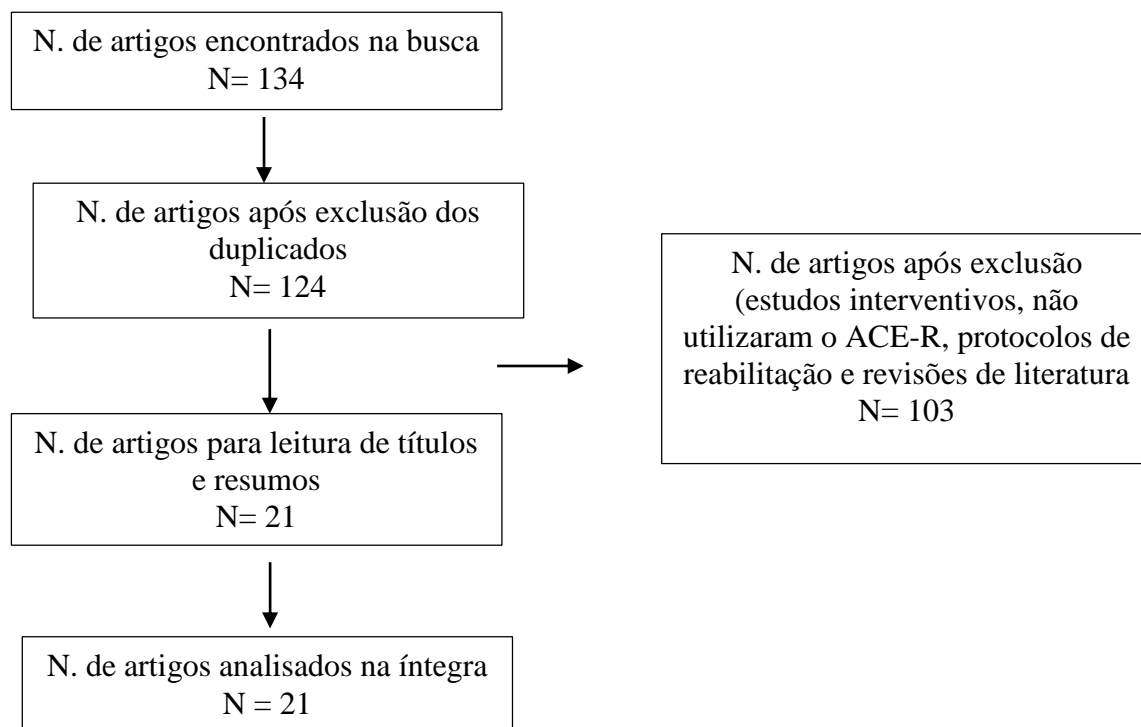 N. de artigos encontrados na busca
N= 134
N. de artigos após exclusão dos
duplicados
N= 124
N. de artigos após exclusão
(estudos interventivos, não
utilizaram o ACE-R, protocolos de
reabilitação e revisões de literatura
N= 103
N. de artigos para leitura de títulos
e resumos
N= 21
N. de artigos analisados na íntegra
N = 21